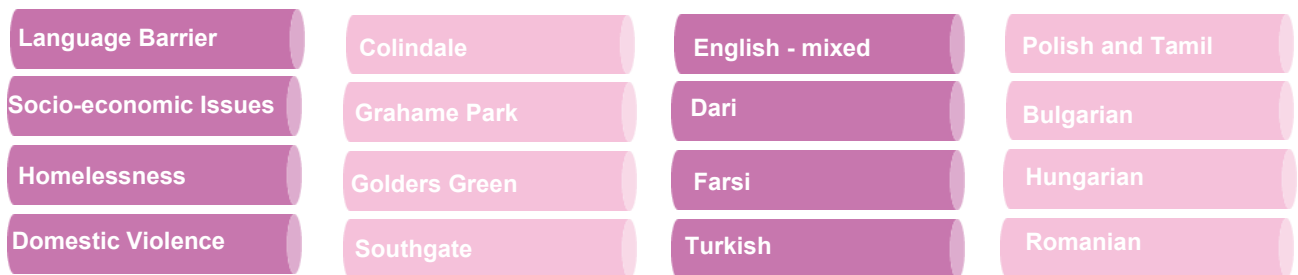 Language Barrier
Socio-economic Issues
Homelessness
Domestic Violence
Colindale
Grahame Park
Golders Green
Southgate
English - mixed
Dari
Farsi
Turkish
Polish and Tamil
Bulgarian
Hungarian
Romanian